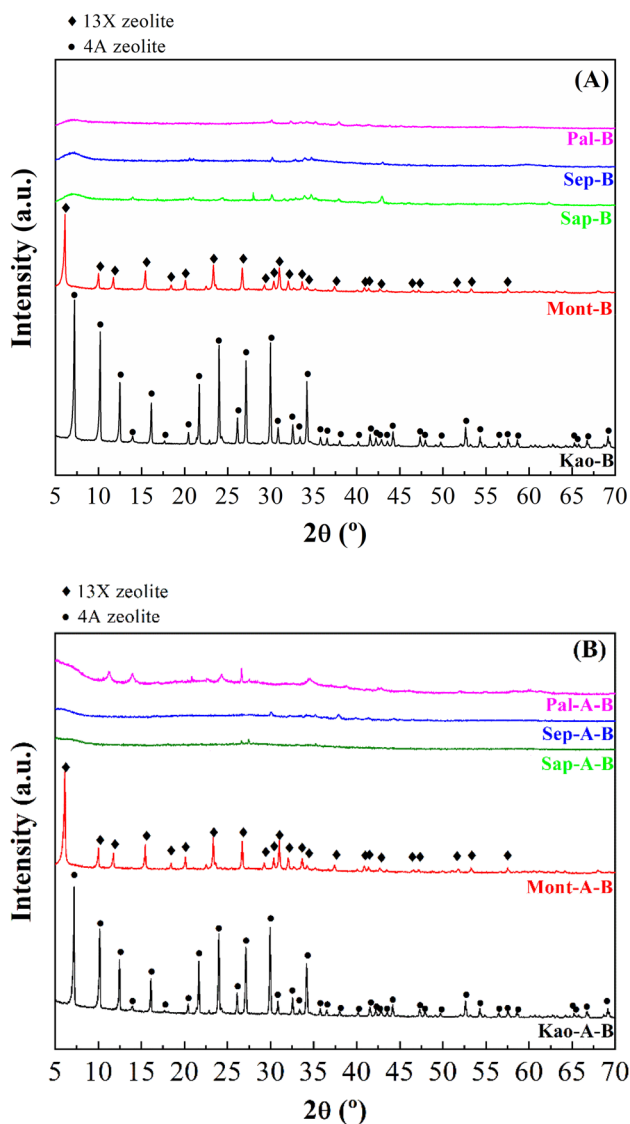 ♦ 13X zeolite
● 4A zeolite
(A)
Pal-B
Sep-B
Sap-B
Mont-B
Kao-B
Intensity (a.u.)
5 10 15 20 25 30 35 40 45 50 55 60 65 70
2θ (º)
♦ 13X zeolite
● 4A zeolite
(B)
Pal-A-B
Sep-A-B
Sap-A-B
Mont-A-B
Kao-A-B
Intensity (a.u.)
5 10 15 20 25 30 35 40 45 50 55 60 65 70
2θ (º)